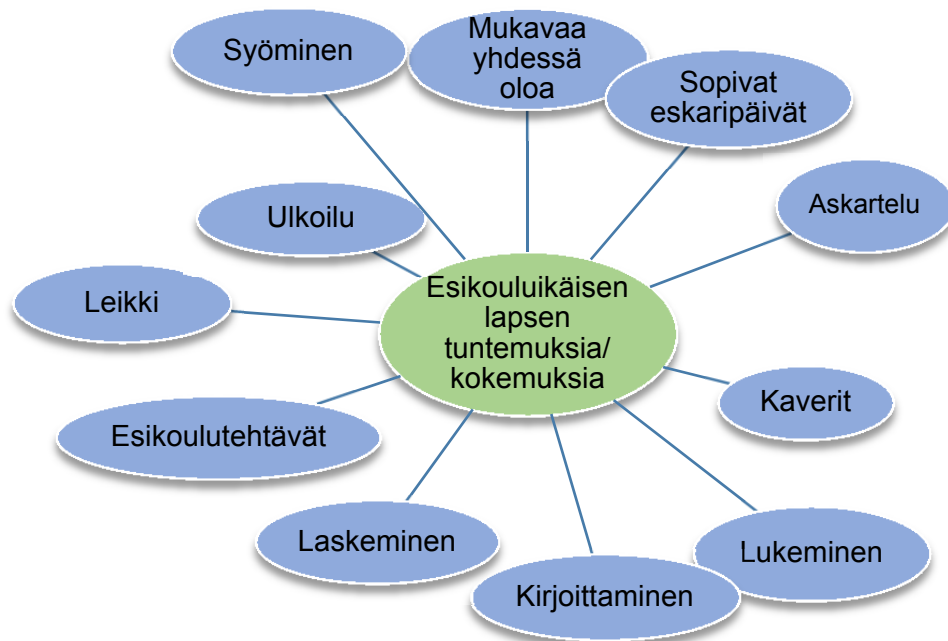 Syöminen
Mukavaa
yhdessä
oloa
Sopivat
eskaripäivät
Ulkoilu
Askartelu
Leikki
Esikouluikäisen
lapsen
tuntemuksia/
kokemuksia
Kaverit
Esikoulutehtävät
Laskeminen
Lukeminen
Kirjoittaminen